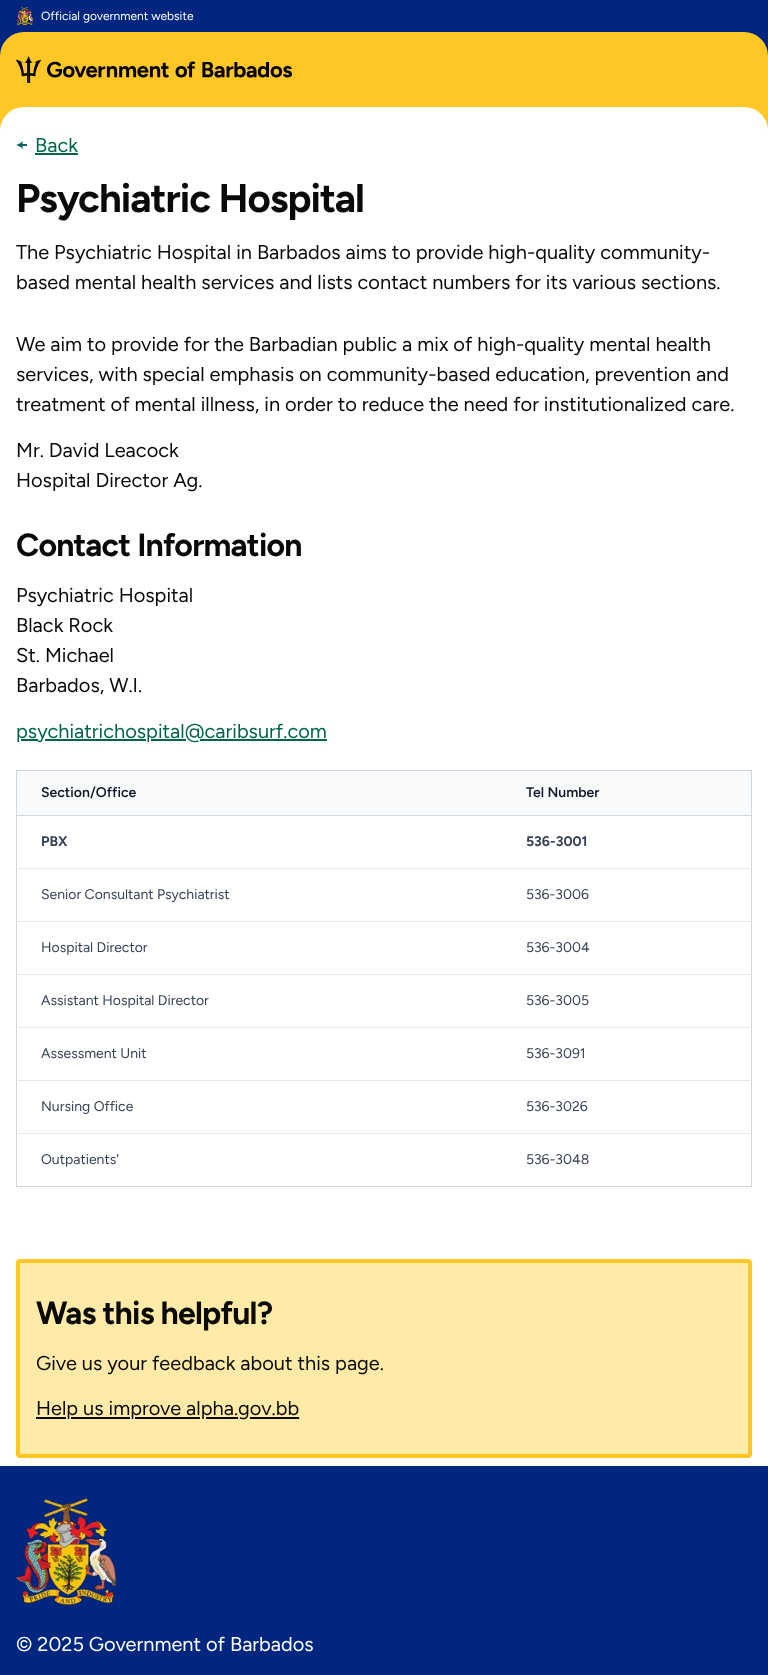 Official government website
Government of Barbados
Back
Psychiatric Hospital
The Psychiatric Hospital in Barbados aims to provide high-quality community-
based mental health services and lists contact numbers for its various sections.
We aim to provide for the Barbadian public a mix of high-quality mental health
services, with special emphasis on community-based education, prevention and
treatment of mental illness, in order to reduce the need for institutionalized care.
Mr. David Leacock
Hospital Director Ag.
Contact Information
Psychiatric Hospital
Black Rock
St. Michael
Barbados, W.I.
psychiatrichospital@caribsurf.com
Section/Office Tel Number
PBX 536-3001
Senior Consultant Psychiatrist 536-3006
Hospital Director 536-3004
Assistant Hospital Director 536-3005
Assessment Unit 536-3091
Nursing Office 536-3026
Outpatients' 536-3048
Was this helpful?
Give us your feedback about this page.
Help us improve alpha.gov.bb
PRIDE AND INDUSTRY
© 2025 Government of Barbados